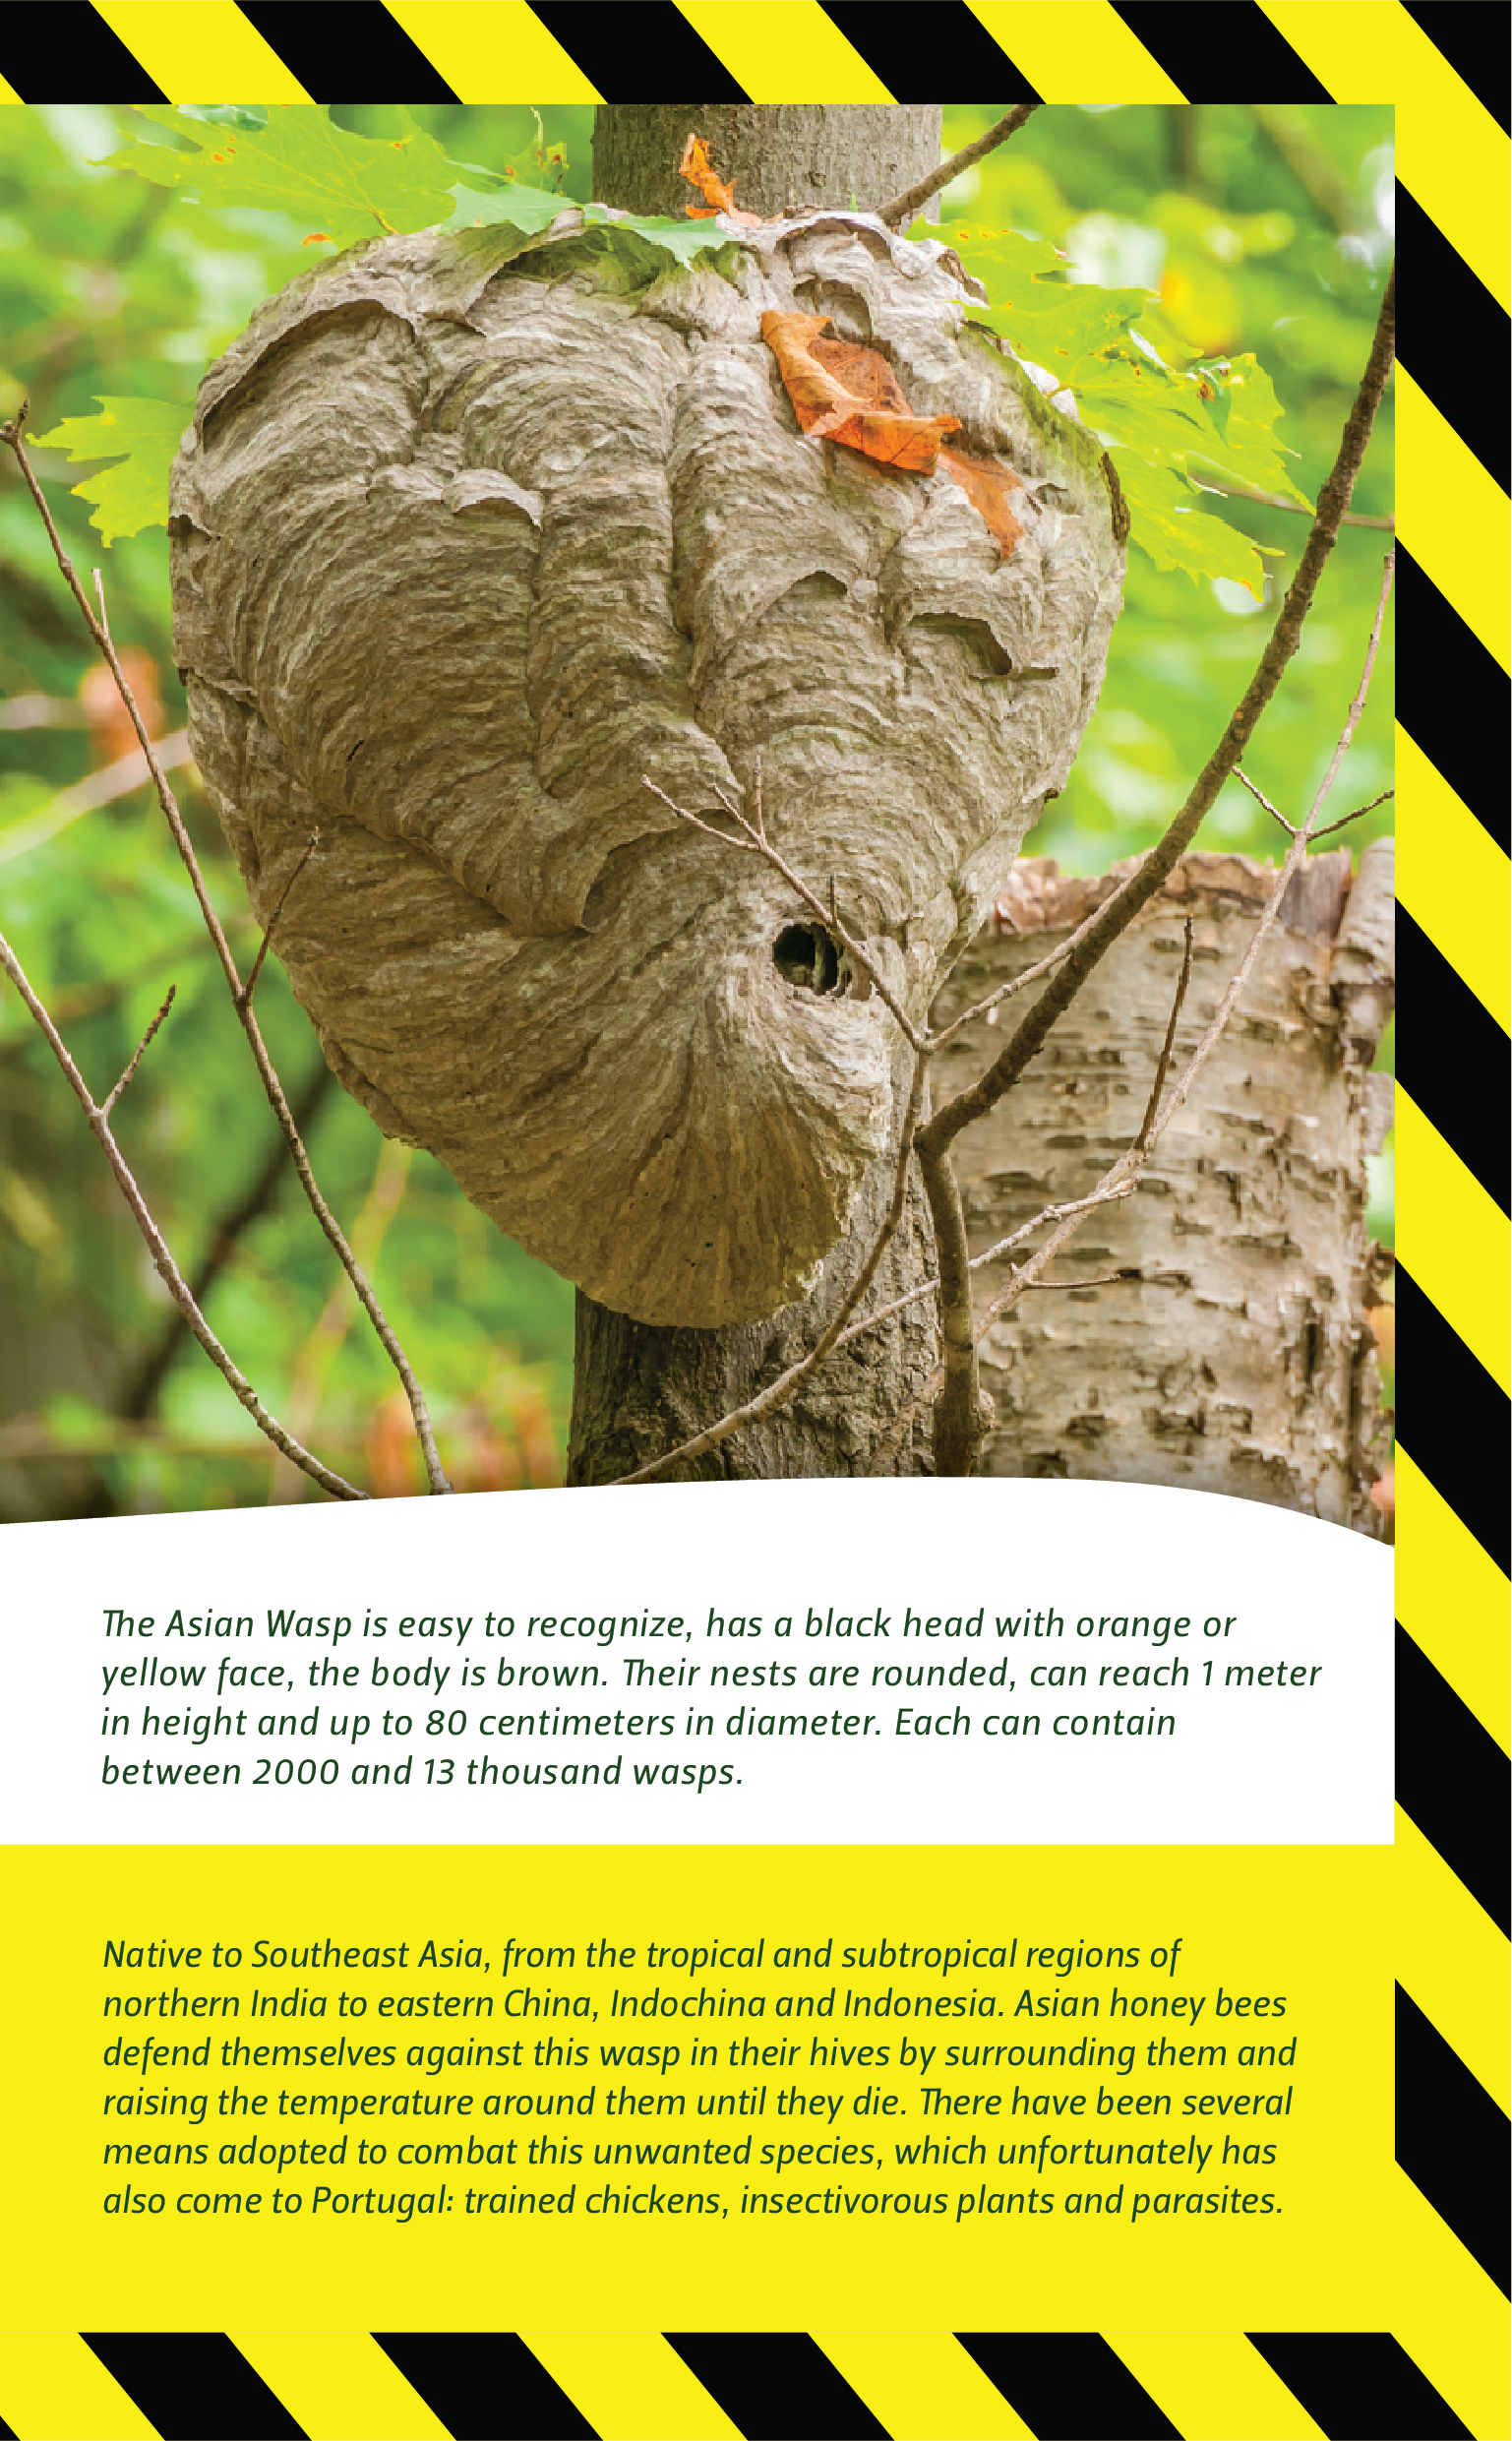 The Asian Wasp is easy to recognize, has a black head with orange or
yellow face, the body is brown. Their nests are rounded, can reach 1 meter
in height and up to 80 centimeters in diameter. Each can contain
between 2000 and 13 thousand wasps.
Native to Southeast Asia, from the tropical and subtropical regions of
northern India to eastern China, Indochina and Indonesia. Asian honey bees
defend themselves against this wasp in their hives by surrounding them and
raising the temperature around them until they die. There have been several
means adopted to combat this unwanted species, which unfortunately has
also come to Portugal: trained chickens, insectivorous plants and parasites.